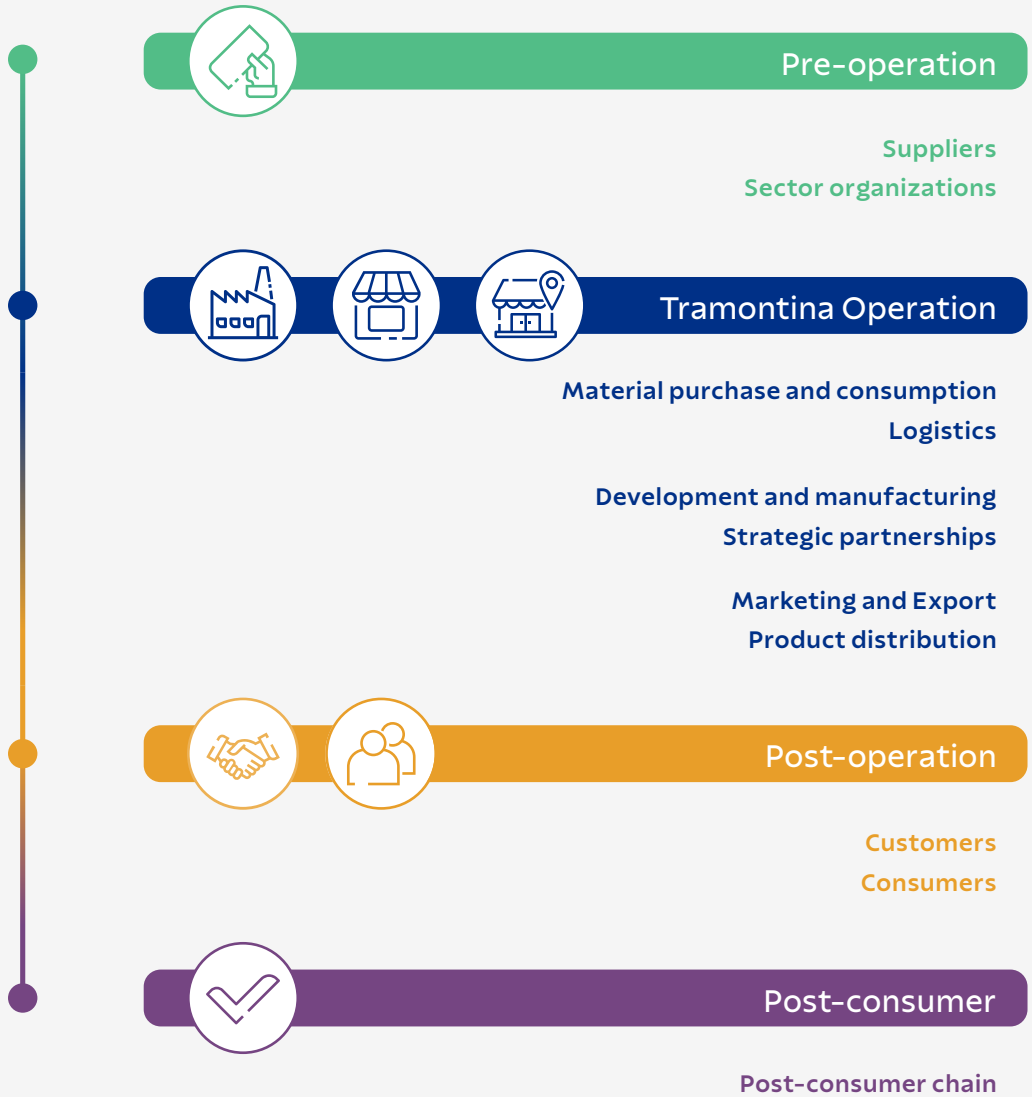 Pre-operation
Suppliers
Sector organizations
Tramontina Operation
Material purchase and consumption
Logistics
Development and manufacturing
Strategic partnerships
Marketing and Export
Product distribution
Post-operation
Customers
Consumers
Post-consumer
Post-consumer chain